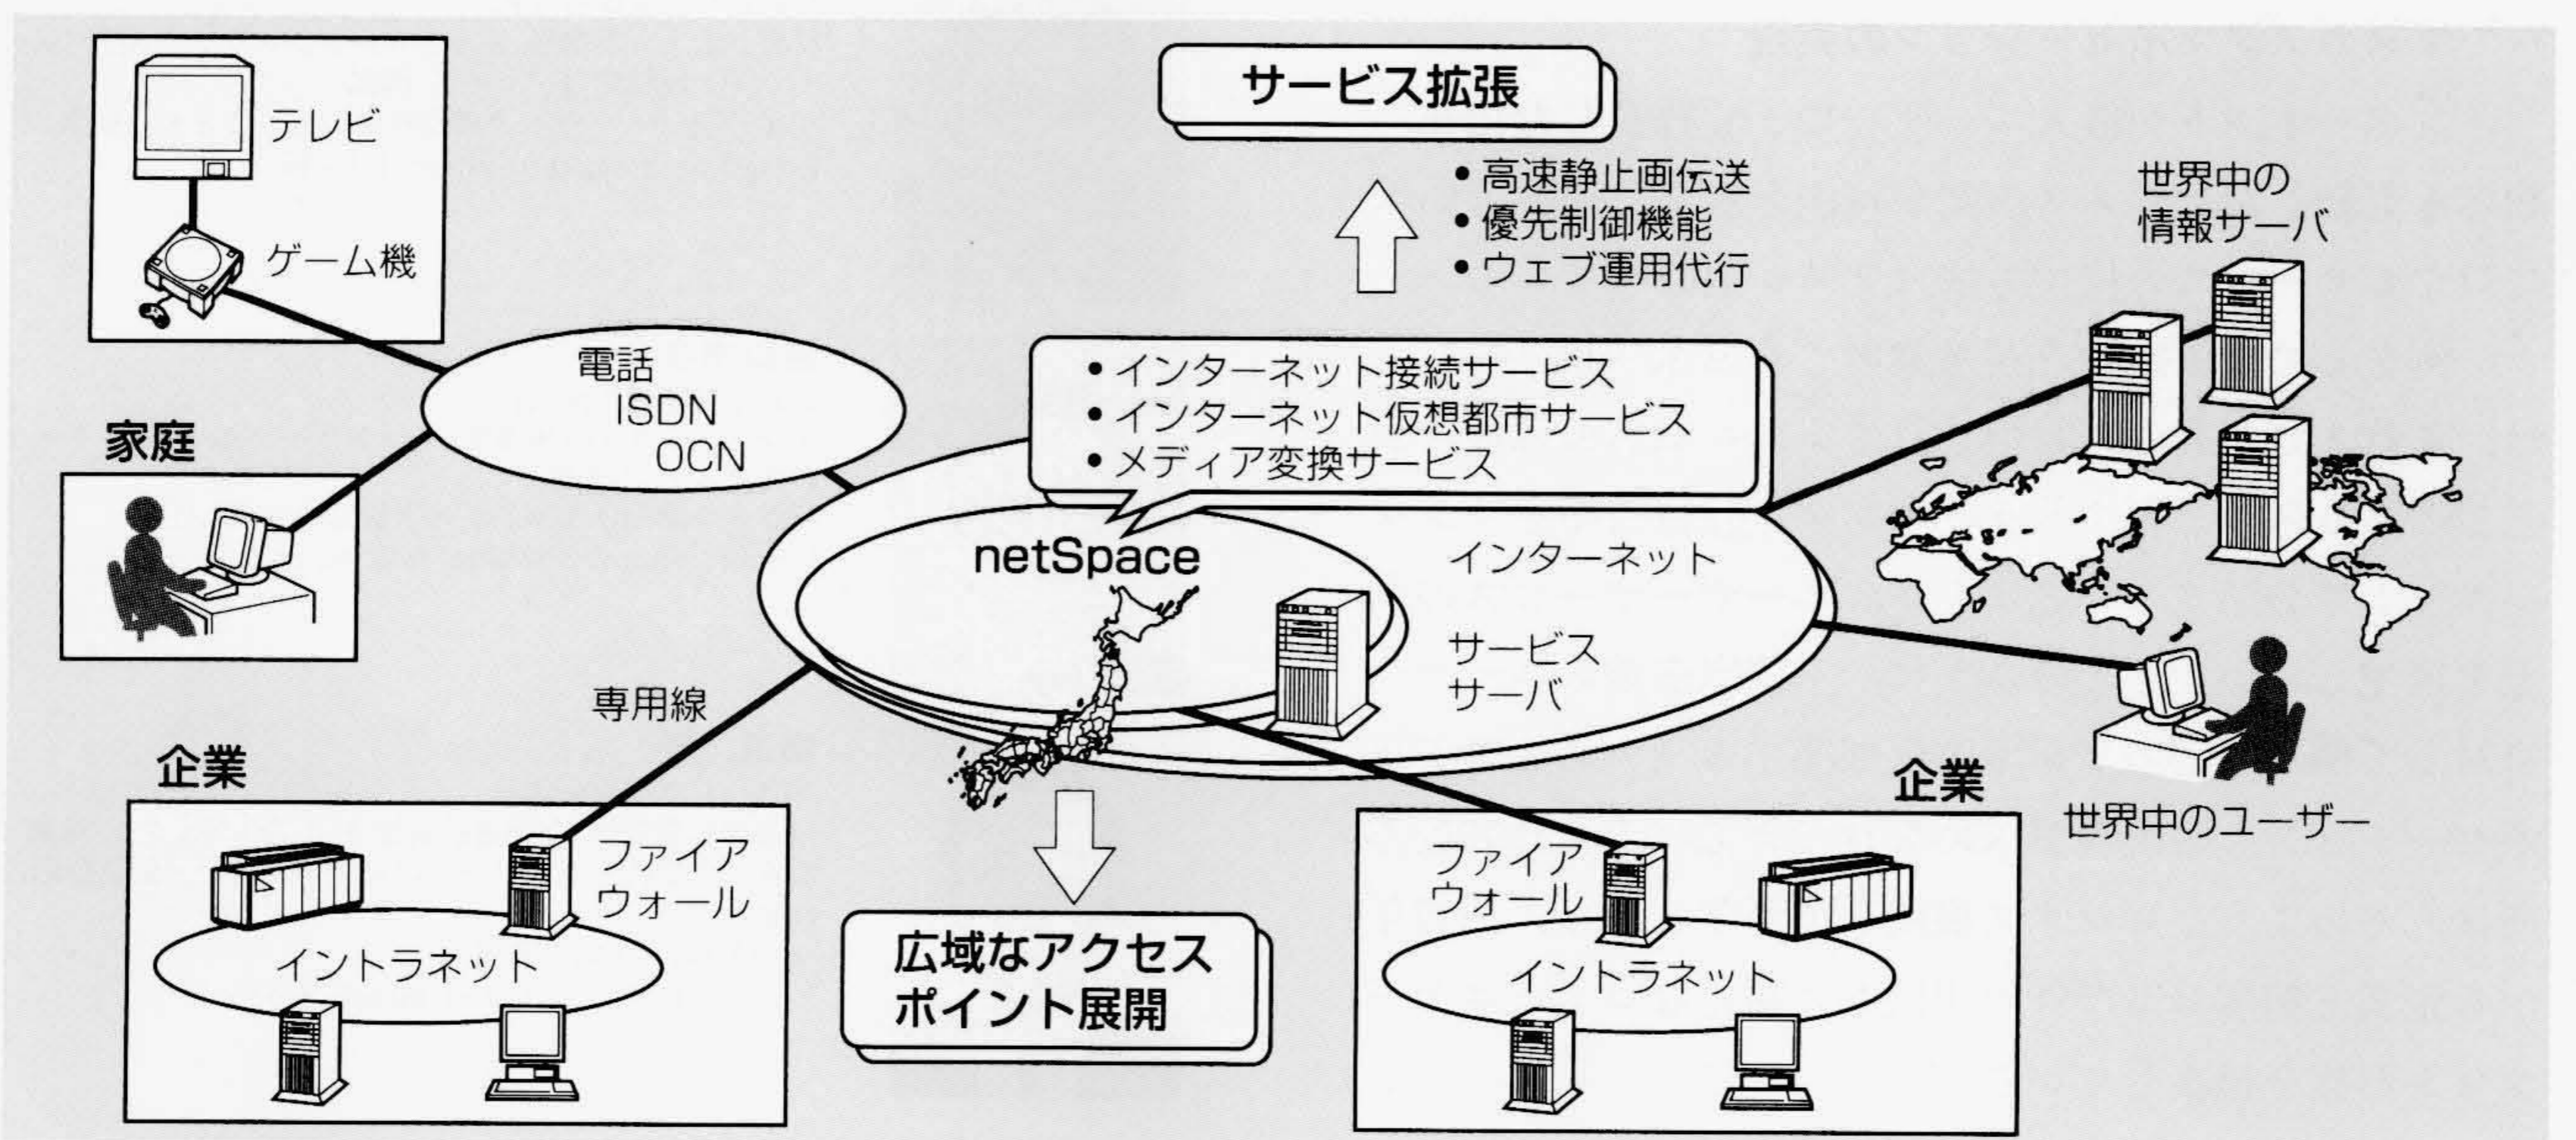 サービス拡張
• 高速静止画伝送
• 優先制御機能
• ウェブ運用代行
テレビ
ゲーム機
世界中の
情報サーバ
電話
ISDN
OCN
• インターネット接続サービス
• インターネット仮想都市サービス
• メディア変換サービス
家庭
netSpace
インターネット
サービス
サーバ
専用線
企業
ファイア
ウォール
イントラネット
広域なアクセス
ポイント展開
企業
ファイア
ウォール
イントラネット
世界中のユーザー